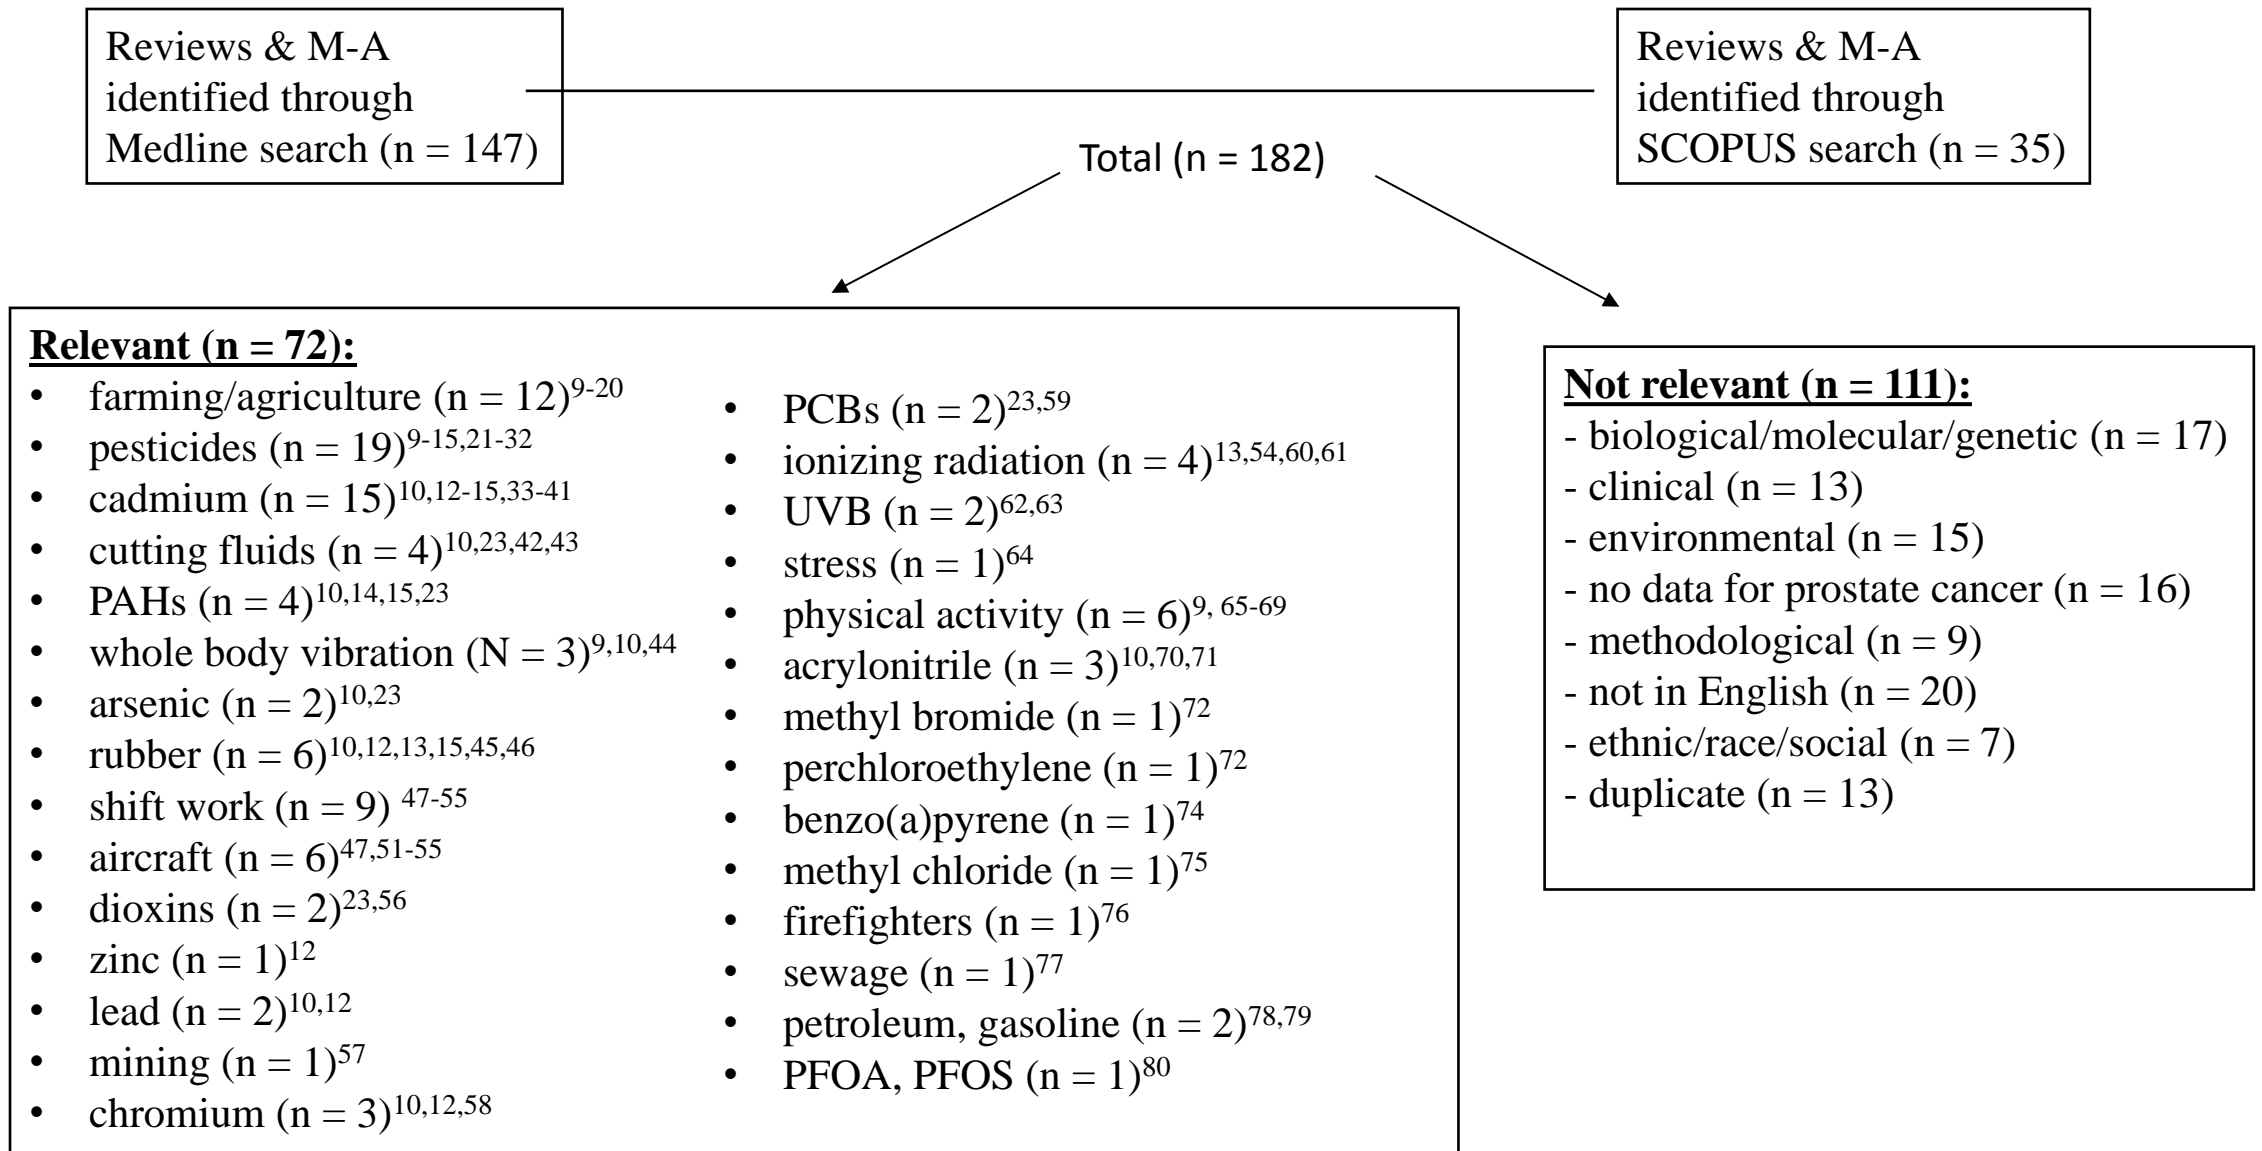 Reviews & M-A
identified through
Medline search (n = 147)
Reviews & M-A
identified through
SCOPUS search (n = 35)
Total (n = 182)
Relevant (n = 72):
• farming/agriculture (n = 12)9-20
• pesticides (n = 19)9-15,21-32
• cadmium (n = 15)10,12-15,33-41
• cutting fluids (n = 4)10,23,42,43
• PAHs (n = 4)10,14,15,23
• whole body vibration (N = 3)9,10,44
• arsenic (n = 2)10,23
• rubber (n = 6)10,12,13,15,45,46
• shift work (n = 9) 47-55
• aircraft (n = 6)47,51-55
• dioxins (n = 2)23,56
• zinc (n = 1)12
• lead (n = 2)10,12
• mining (n = 1)57
• chromium (n = 3)10,12,58
• PCBs (n = 2)23,59
• ionizing radiation (n = 4)13,54,60,61
• UVB (n = 2)62,63
• stress (n = 1)64
• physical activity (n = 6)9, 65-69
• acrylonitrile (n = 3)10,70,71
• methyl bromide (n = 1)72
• perchloroethylene (n = 1)72
• benzo(a)pyrene (n = 1)74
• methyl chloride (n = 1)75
• firefighters (n = 1)76
• sewage (n = 1)77
• petroleum, gasoline (n = 2)78,79
• PFOA, PFOS (n = 1)80
Not relevant (n = 111):
- biological/molecular/genetic (n = 17)
- clinical (n = 13)
- environmental (n = 15)
- no data for prostate cancer (n = 16)
- methodological (n = 9)
- not in English (n = 20)
- ethnic/race/social (n = 7)
- duplicate (n = 13)